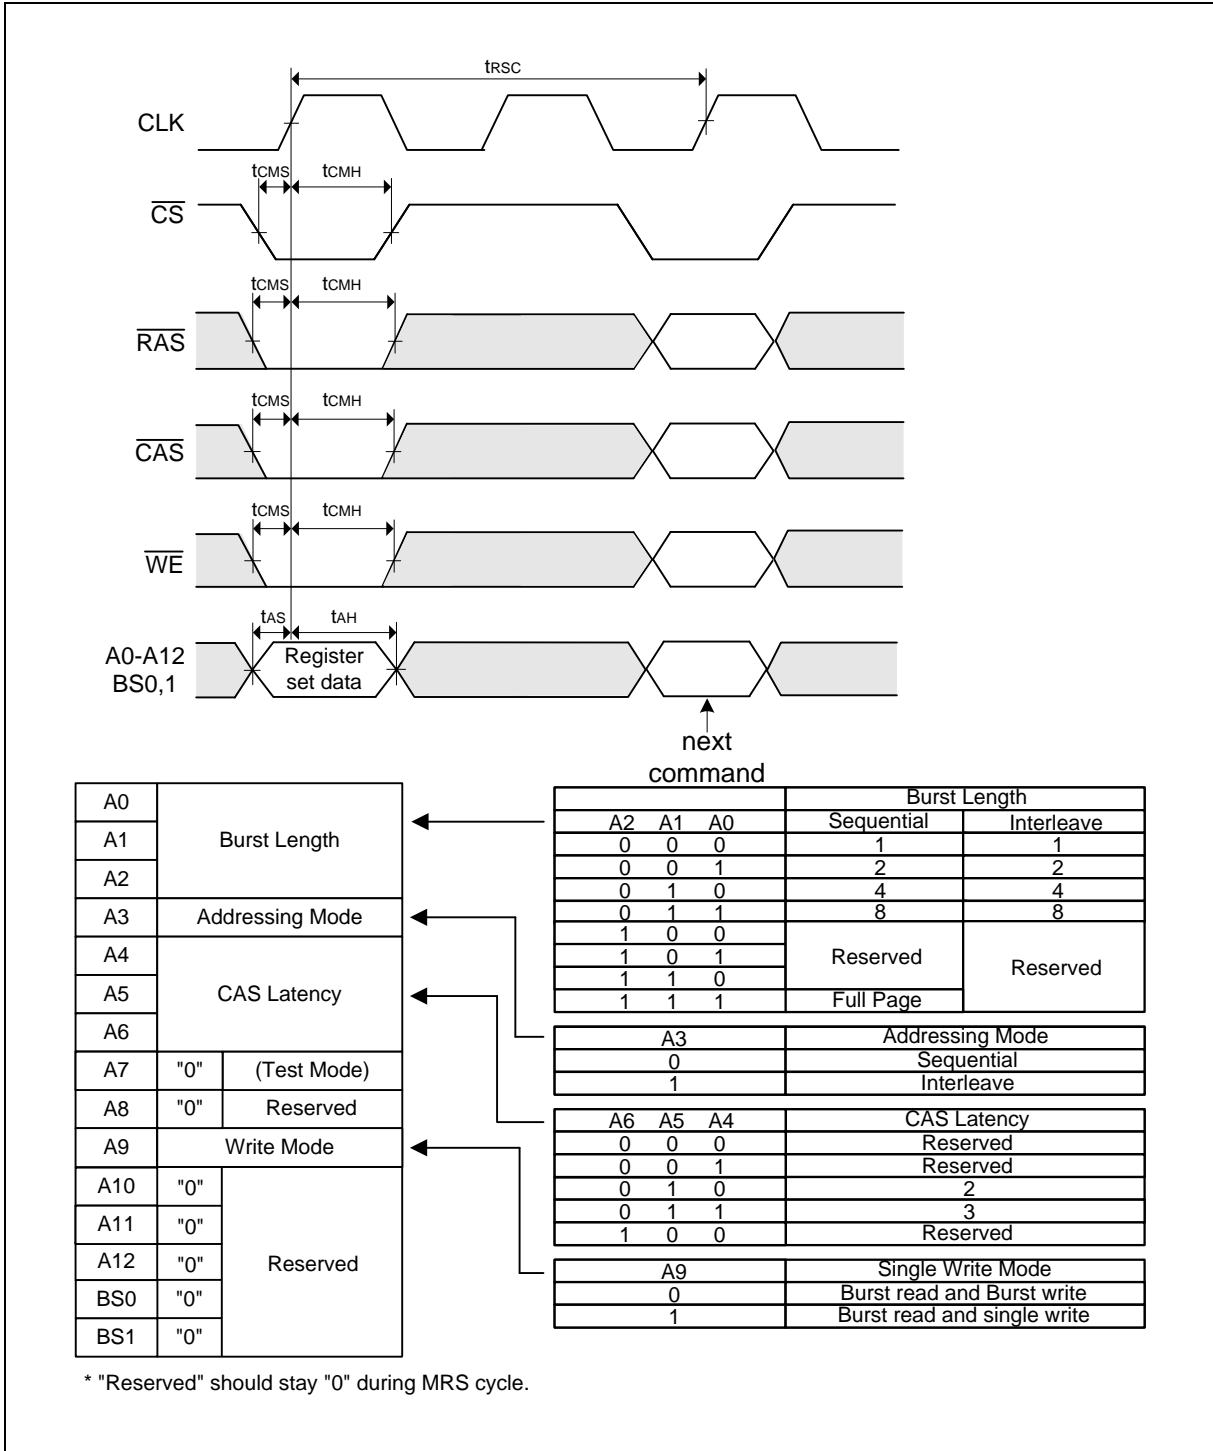 tRSC
CLK
tCMS tCMH
CS
tCMS tCMH
RAS
tCMS tCMH
CAS
tCMS tCMH
WE
tAS tAH
A0-A12
BS0,1
Register
set data
next
command
A0
A1 Burst Length
A2
A3 Addressing Mode
A4
A5 CAS Latency
A6
A7 "0" (Test Mode)
A8 "0" Reserved
A9 Write Mode
A10 "0"
A11 "0"
A12 "0" Reserved
BS0 "0"
BS1 "0"
Burst Length
A2 A1 A0 Sequential Interleave
0 0 0 1 1
0 0 1 2 2
0 1 0 4 4
0 1 1 8 8
1 0 0
1 0 1 Reserved Reserved
1 1 0
1 1 1 Full Page
A3 Addressing Mode
0 Sequential
1 Interleave
A6 A5 A4 CAS Latency
0 0 0 Reserved
0 0 1 Reserved
0 1 0 2
0 1 1 3
1 0 0 Reserved
A9 Single Write Mode
0 Burst read and Burst write
1 Burst read and single write
* "Reserved" should stay "0" during MRS cycle.